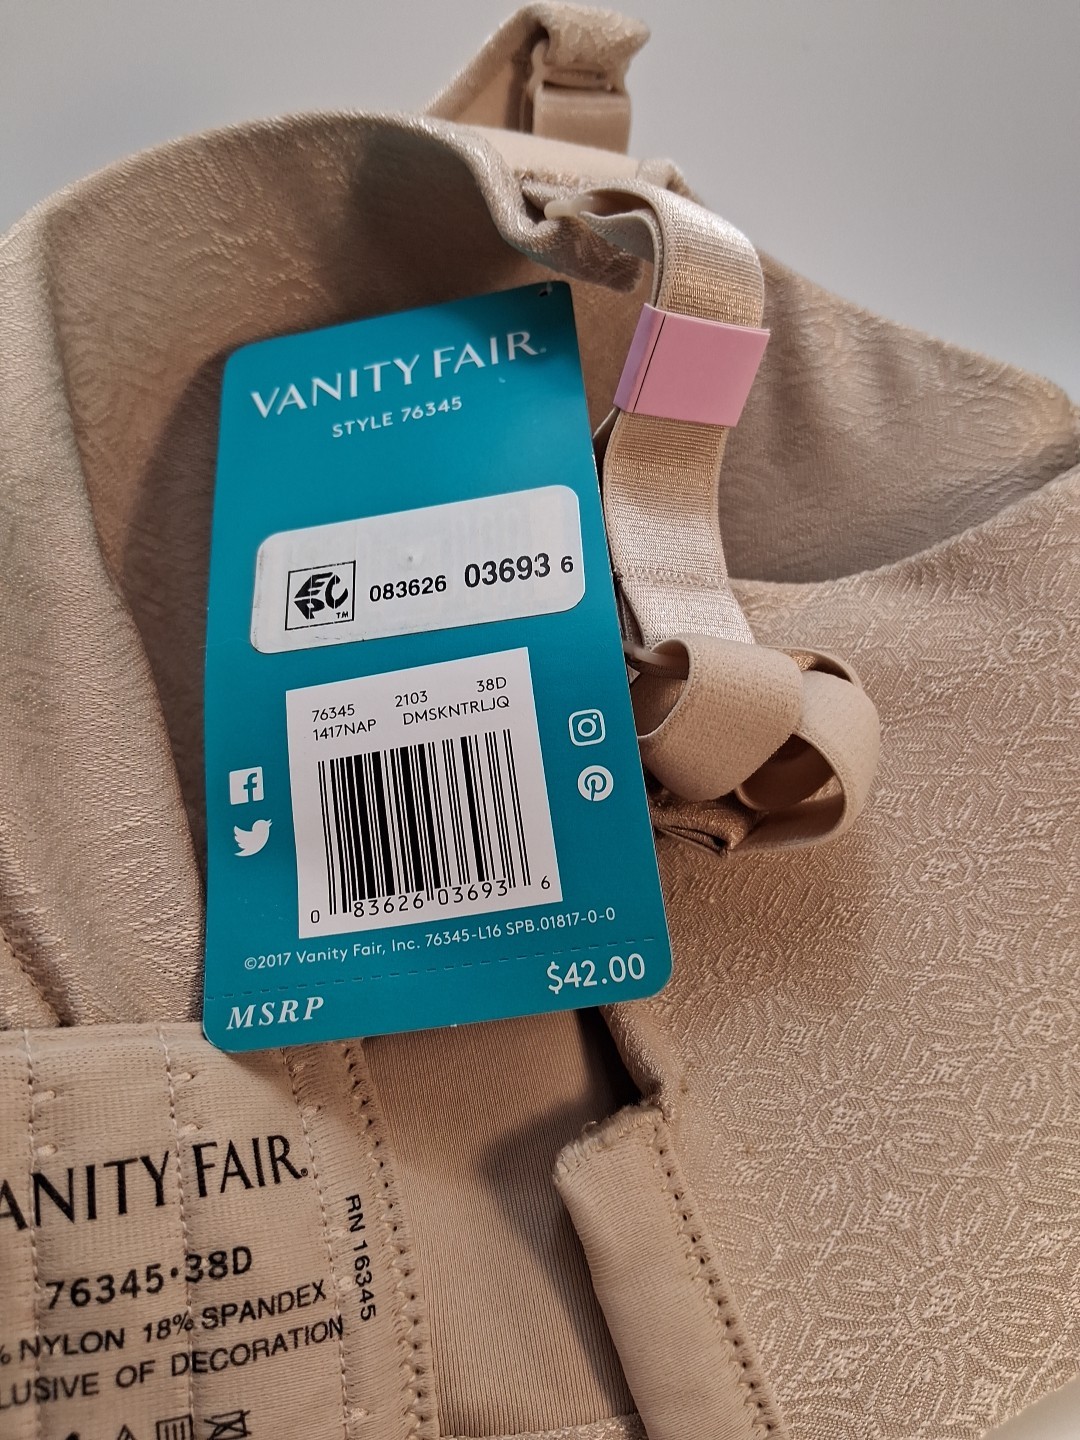 VANITY FAIR.
STYLE 76345
EPC TM 083626 03693 6
76345 2103 38D
1417NAP DMSKNTRLJQ
0 83626 03693 6
©2017 Vanity Fair, Inc. 76345-L16 SPB.01817-0-0
MSRP $42.00
ANITY FAIR.
76345·38D
% NYLON 18% SPANDEX
LUSIVE OF DECORATION
RN 16345